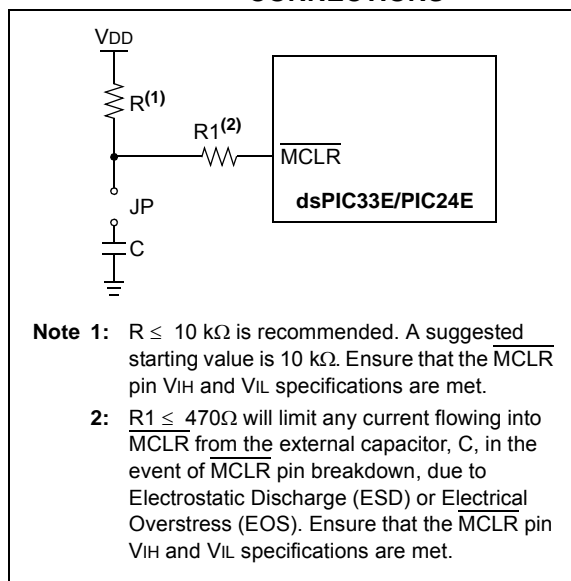 VDD
R(1)
R1(2)
MCLR
dsPIC33E/PIC24E
JP
C
Note 1: R ≤ 10 kΩ is recommended. A suggested
starting value is 10 kΩ. Ensure that the MCLR
pin VIH and VIL specifications are met.
2: R1 ≤ 470Ω will limit any current flowing into
MCLR from the external capacitor, C, in the
event of MCLR pin breakdown, due to
Electrostatic Discharge (ESD) or Electrical
Overstress (EOS). Ensure that the MCLR pin
VIH and VIL specifications are met.